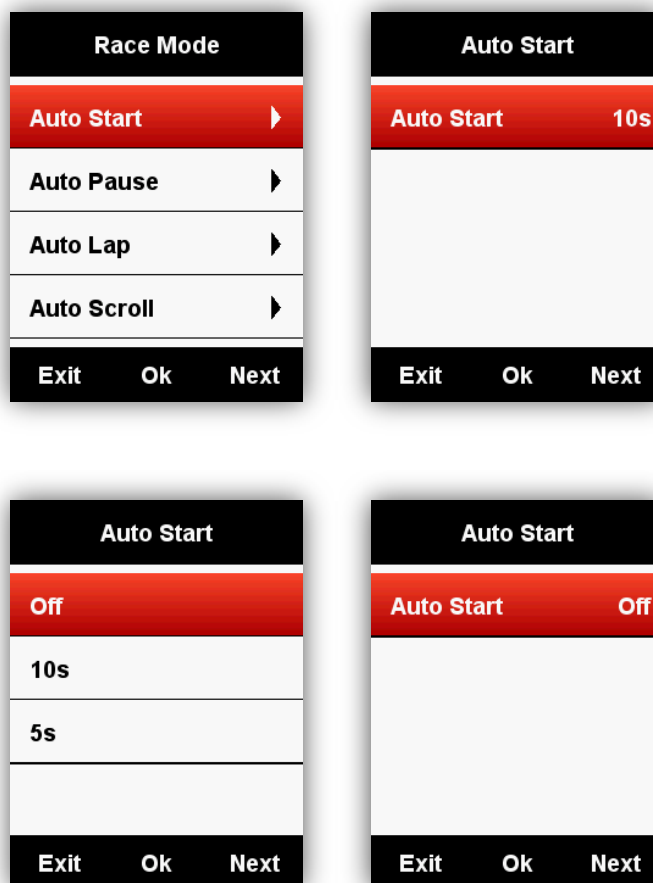 Race Mode
Auto Start
Auto Pause
Auto Lap
Auto Scroll
Exit Ok Next
Auto Start
Auto Start 10s
Exit Ok Next
Auto Start
Off
10s
5s
Exit Ok Next
Auto Start
Auto Start Off
Exit Ok Next